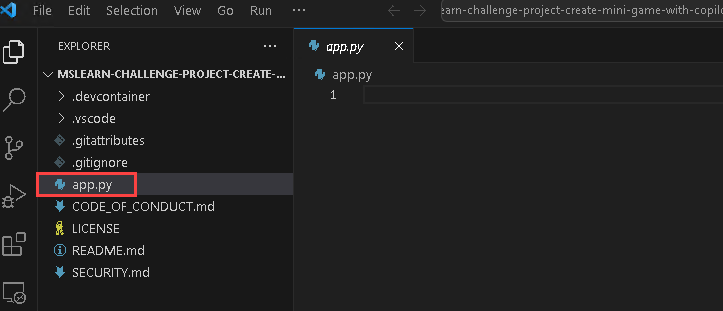 File Edit Selection View Go Run ···
earn-challenge-project-create-mini-game-with-copilo
EXPLORER ···
MSLEARN-CHALLENGE-PROJECT-CREATE-...
.devcontainer
.vscode
.gitattributes
.gitignore
app.py
CODE_OF_CONDUCT.md
LICENSE
README.md
SECURITY.md
app.py
app.py
1